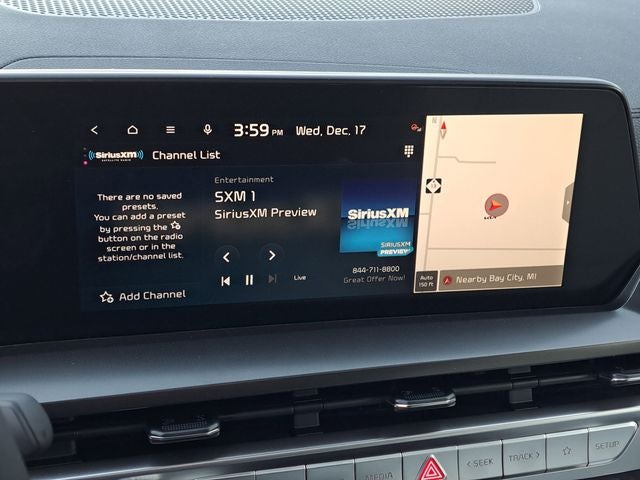 3:59 PM Wed, Dec. 17
SiriusXM
SATELLITE RADIO
Channel List
There are no saved
presets.
You can add a preset
by pressing the
button on the radio
screen or in the
station/channel list.
Add Channel
Entertainment
SXM 1
SiriusXM Preview
Live
SiriusXM
SIRIUSXM
PREVIEW
844-711-8800
Great Offer Now!
N
KIA
Auto
150 ft
Nearby Bay City, MI
MEDIA
< SEEK
TRACK >
SETUP